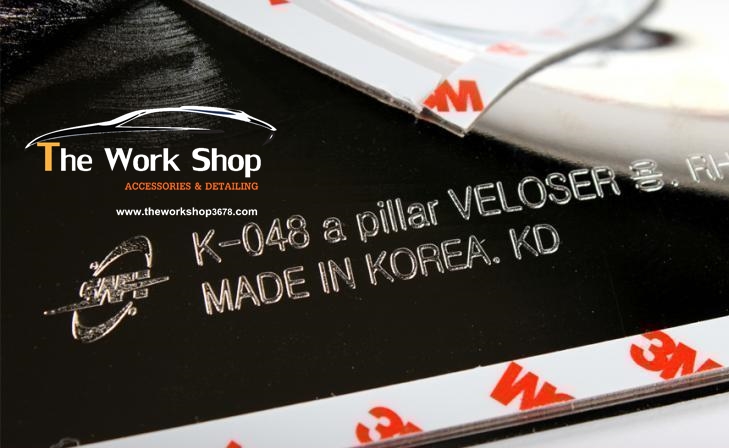 3M
The Work Shop
ACCESSORIES & DETAILING
www.theworkshop3678.com
K-048 a pillar VELOSER 용. RH
MADE IN KOREA. KD
3M
3M
3M